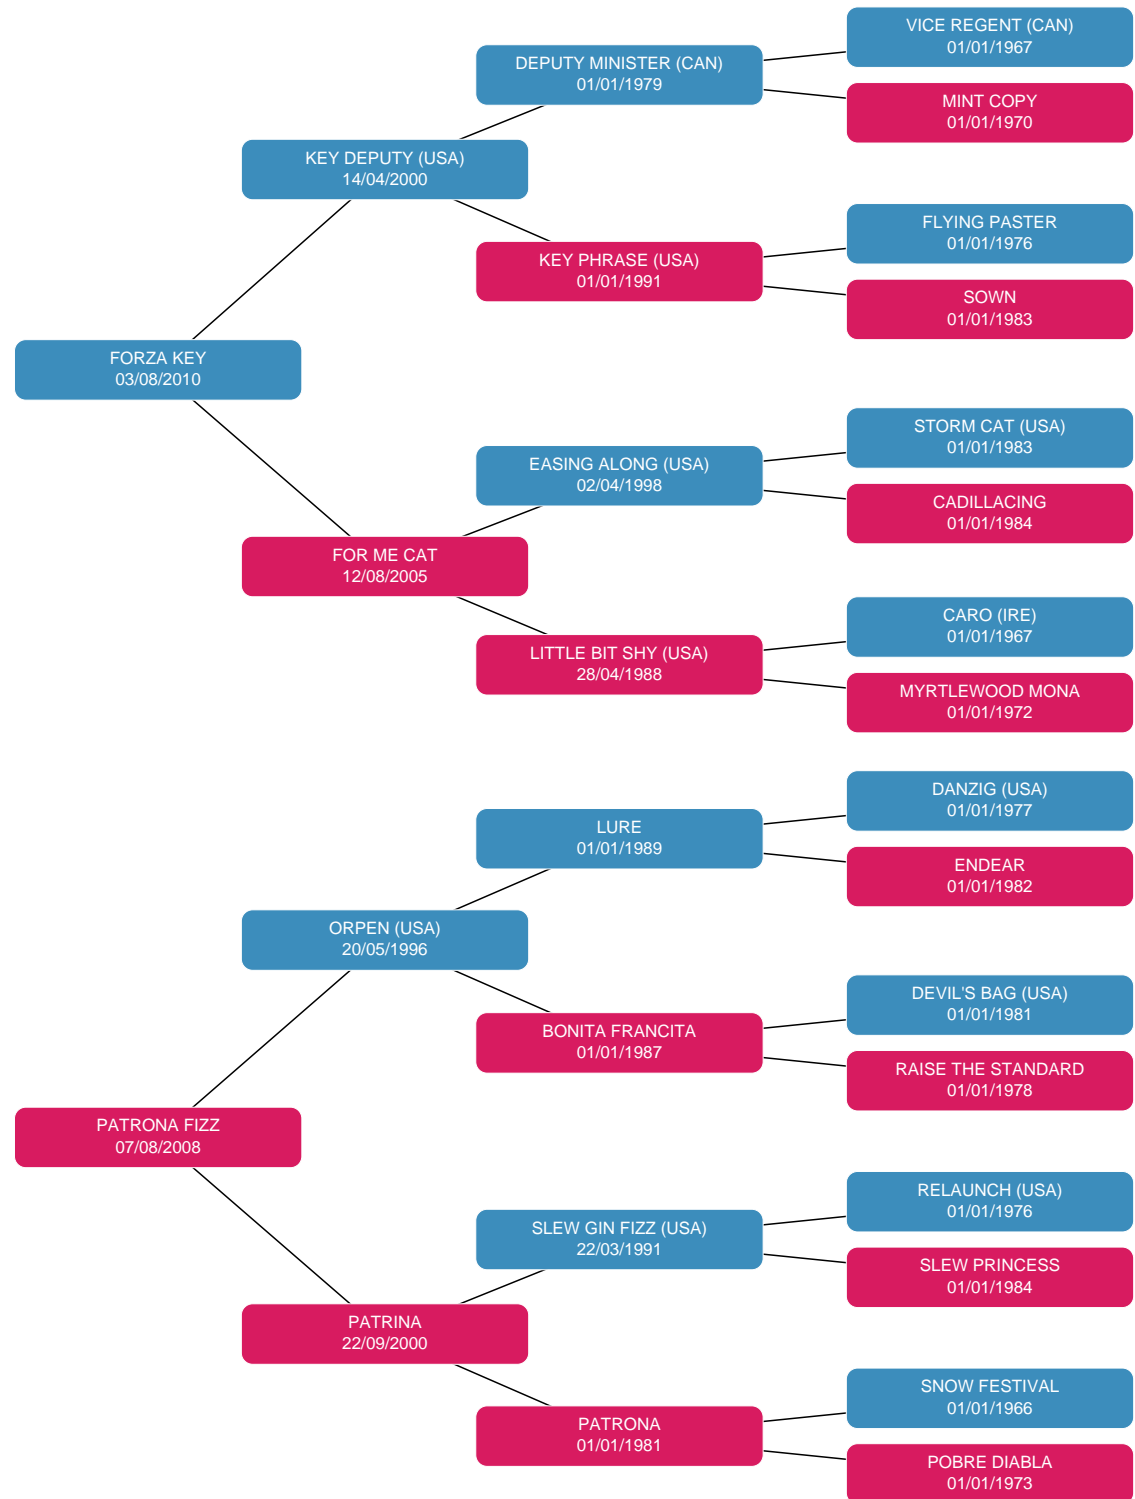 VICE REGENT (CAN)
01/01/1967
DEPUTY MINISTER (CAN)
01/01/1979
MINT COPY
01/01/1970
KEY DEPUTY (USA)
14/04/2000
FLYING PASTER
01/01/1976
KEY PHRASE (USA)
01/01/1991
SOWN
01/01/1983
FORZA KEY
03/08/2010
STORM CAT (USA)
01/01/1983
EASING ALONG (USA)
02/04/1998
CADILLACING
01/01/1984
FOR ME CAT
12/08/2005
CARO (IRE)
01/01/1967
LITTLE BIT SHY (USA)
28/04/1988
MYRTLEWOOD MONA
01/01/1972
DANZIG (USA)
01/01/1977
LURE
01/01/1989
ENDEAR
01/01/1982
ORPEN (USA)
20/05/1996
DEVIL'S BAG (USA)
01/01/1981
BONITA FRANCITA
01/01/1987
RAISE THE STANDARD
01/01/1978
PATRONA FIZZ
07/08/2008
RELAUNCH (USA)
01/01/1976
SLEW GIN FIZZ (USA)
22/03/1991
SLEW PRINCESS
01/01/1984
PATRINA
22/09/2000
SNOW FESTIVAL
01/01/1966
PATRONA
01/01/1981
POBRE DIABLA
01/01/1973